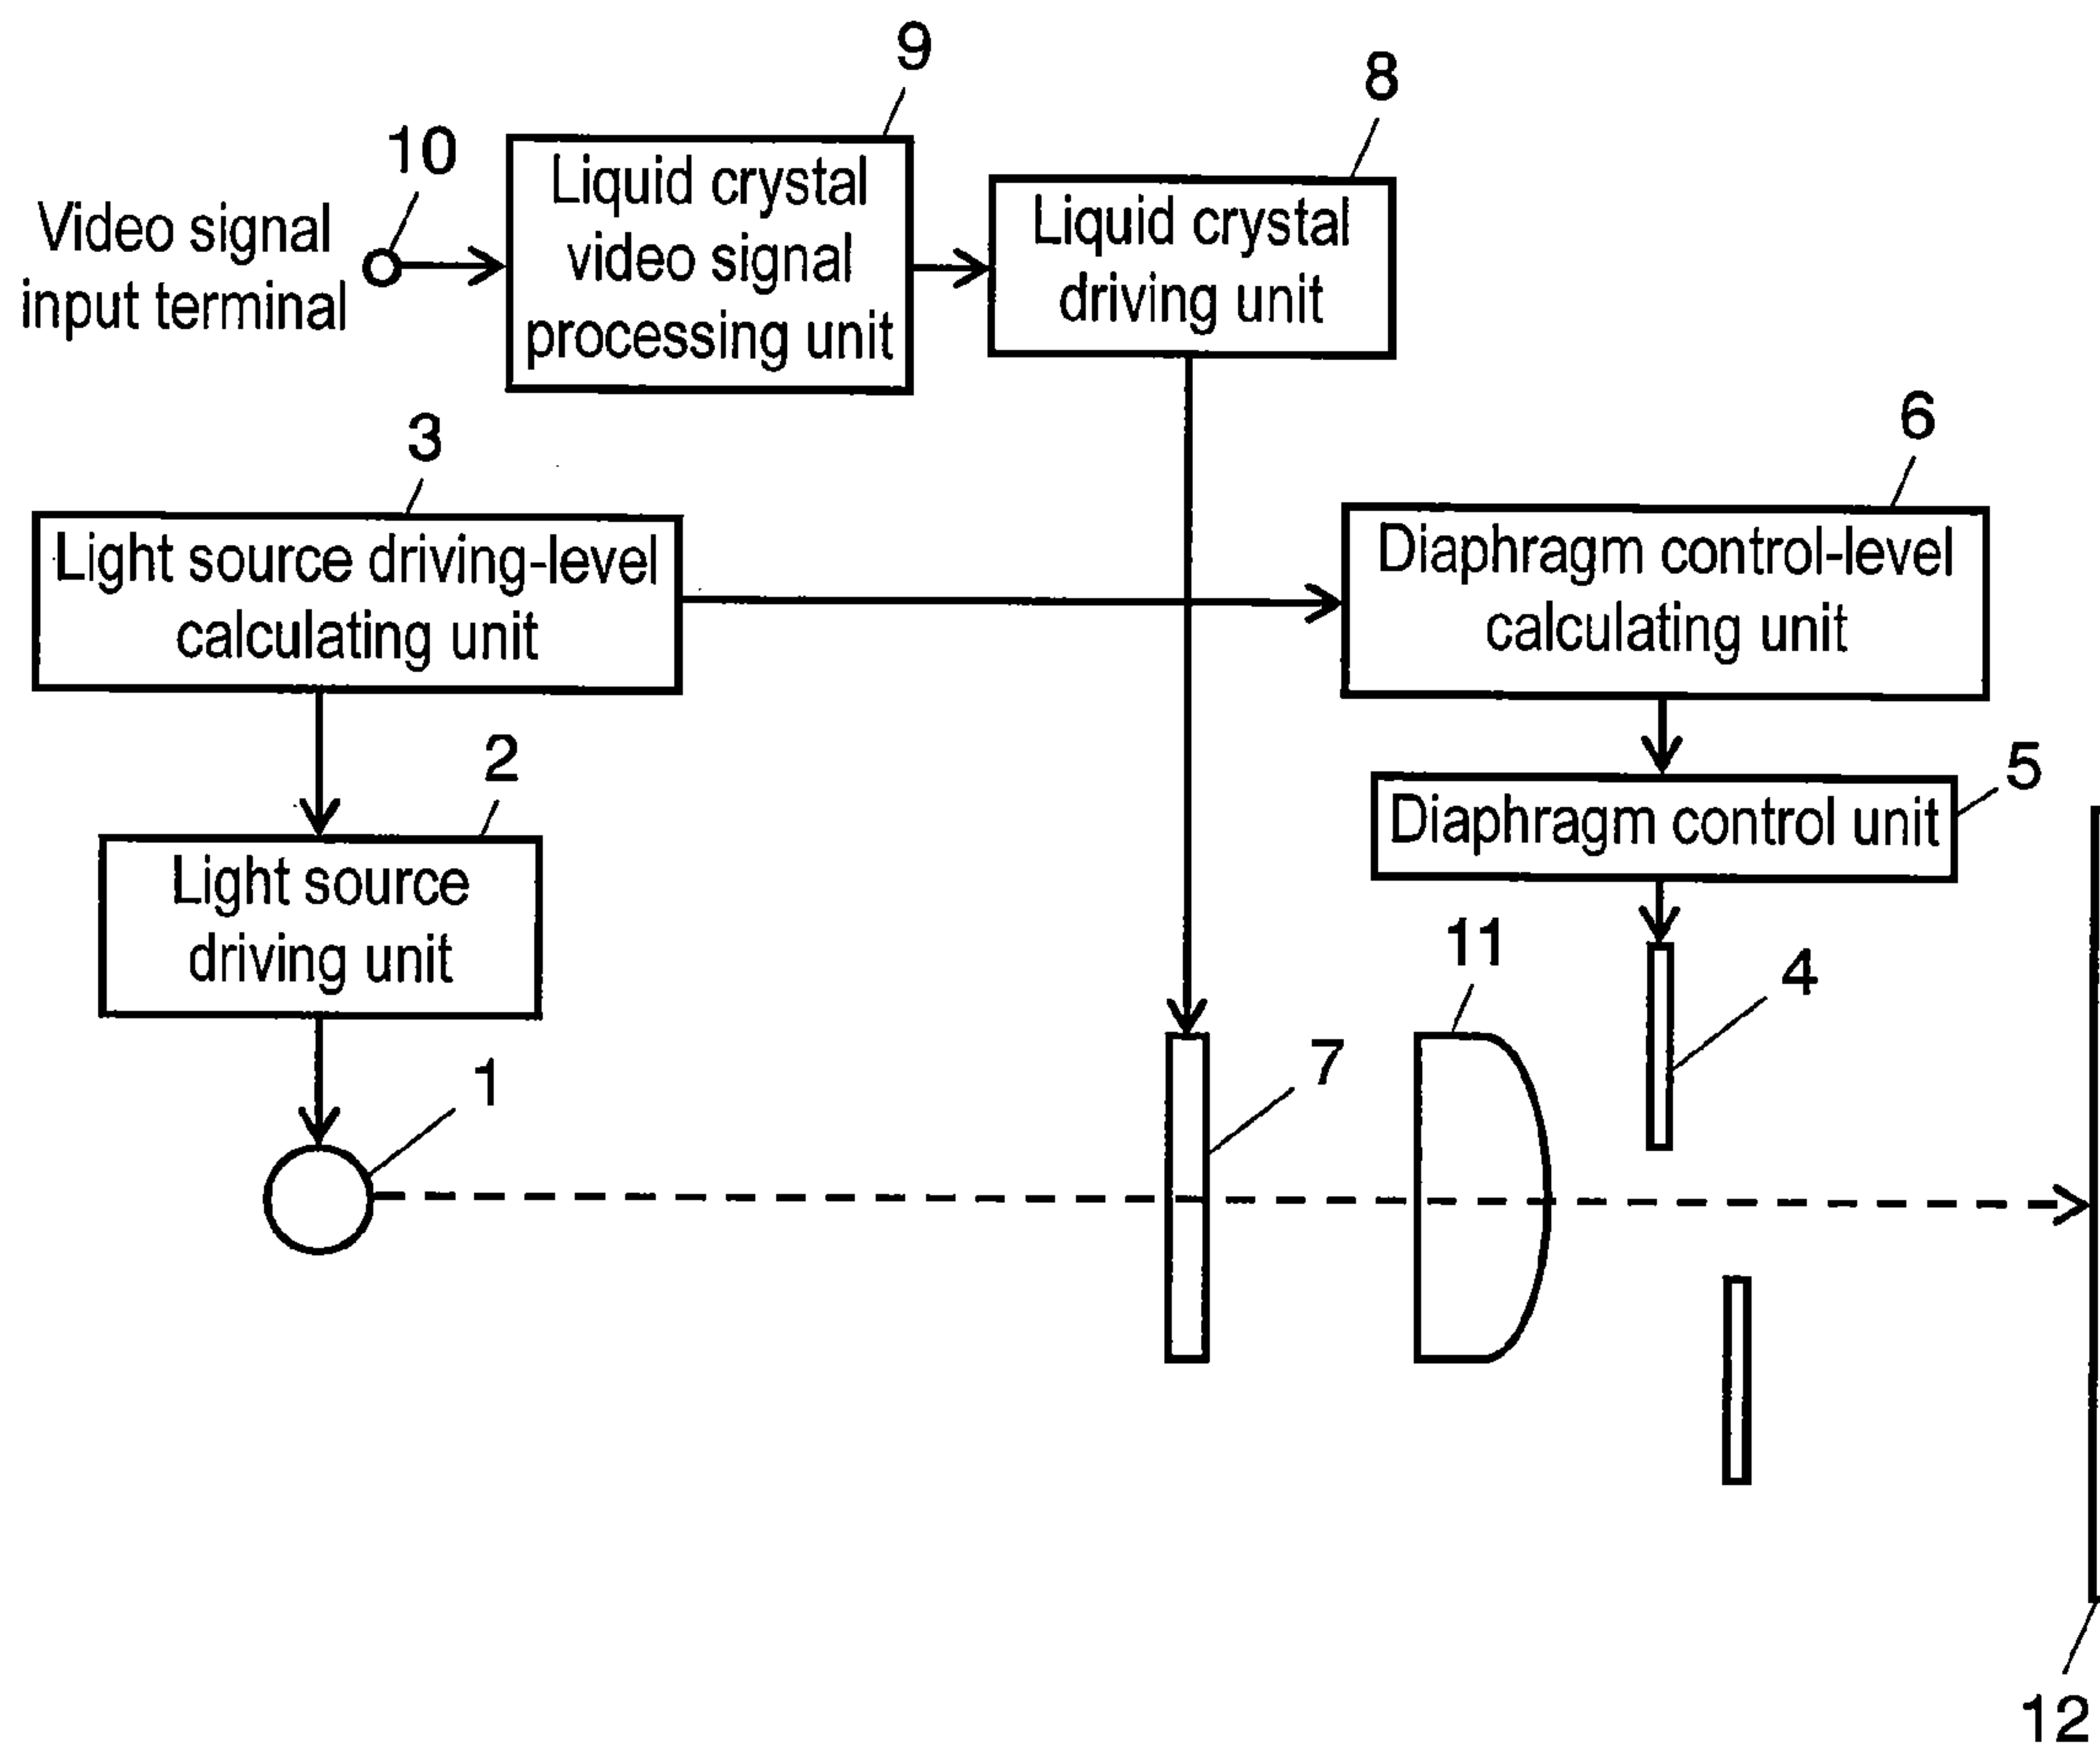 9
8
10
Liquid crystal
video signal
processing unit
Liquid crystal
driving unit
Video signal
input terminal
3
6
Light source driving-level
calculating unit
Diaphragm control-level
calculating unit
2
5
Diaphragm control unit
Light source
driving unit
11
4
7
1
12